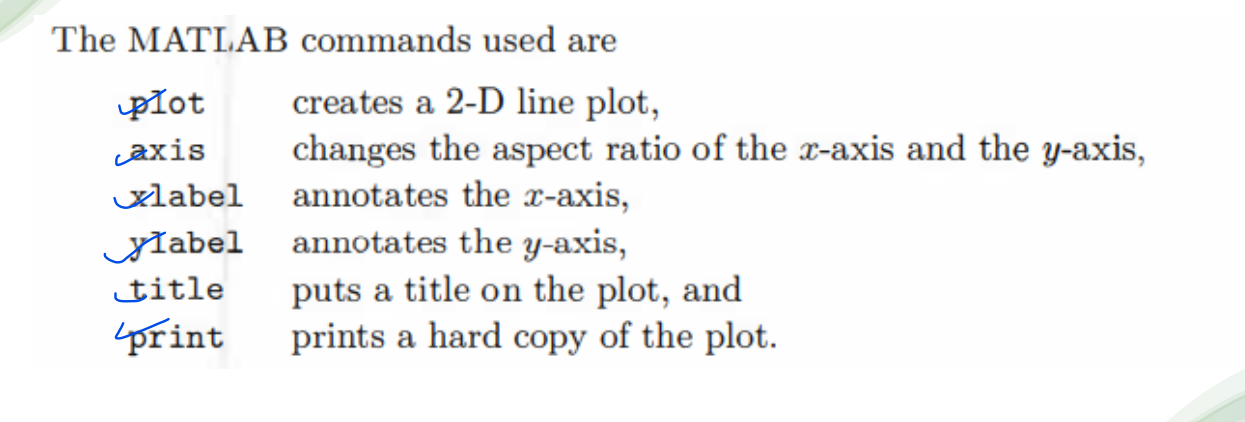 The MATLAB commands used are
plot creates a 2-D line plot,
axis changes the aspect ratio of the x-axis and the y-axis,
xlabel annotates the x-axis,
ylabel annotates the y-axis,
title puts a title on the plot, and
print prints a hard copy of the plot.